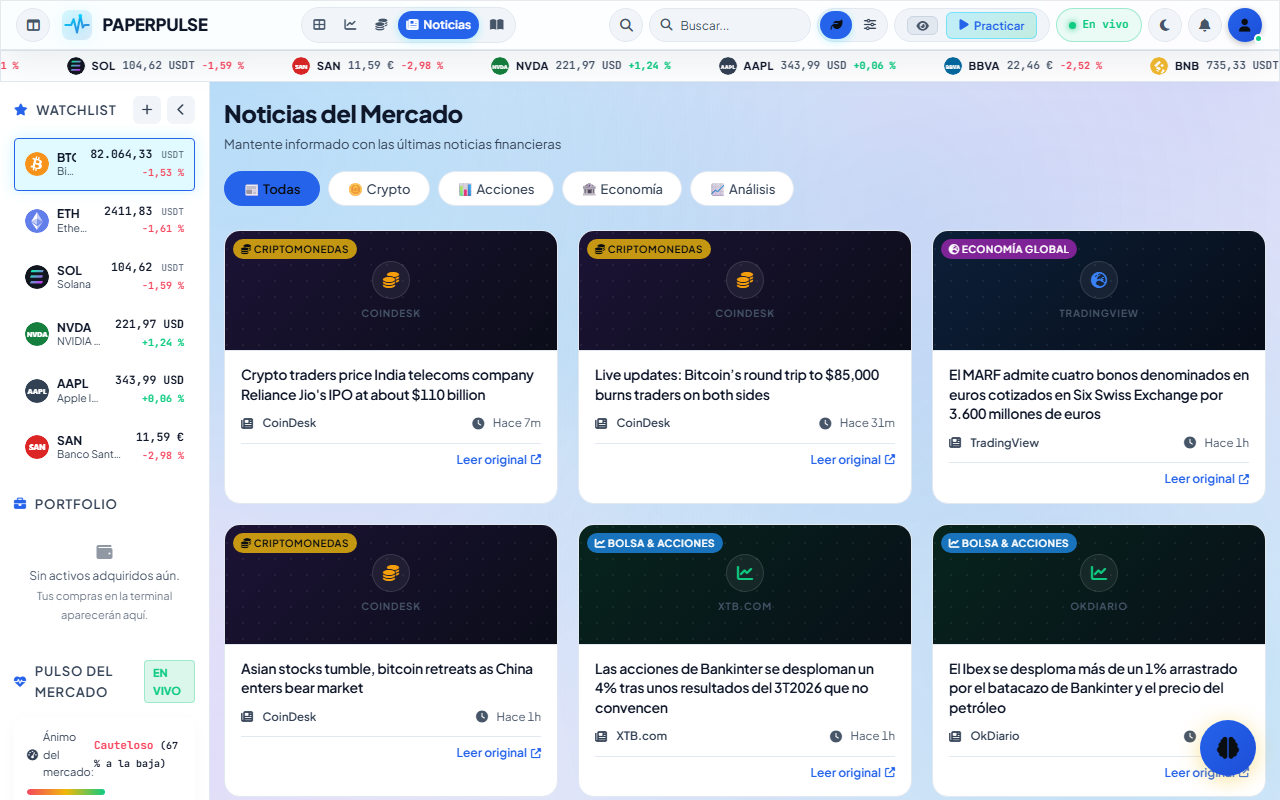 PAPERPULSE
Noticias
Buscar...
Practicar
En vivo
1 %
SOL 104,62 USDT -1,59 %
SAN 11,59 € -2,98 %
NVDA 221,97 USD +1,24 %
AAPL 343,99 USD +0,06 %
BBVA 22,46 € -2,52 %
BNB 735,33 USDT
WATCHLIST
BTC 82.064,33 USDT
Bi... -1,53 %
ETH 2411,83 USDT
Ethe... -1,61 %
SOL 104,62 USDT
Solana -1,59 %
NVDA NVDA 221,97 USD
NVIDIA ... +1,24 %
AAPL AAPL 343,99 USD
Apple I... +0,06 %
SAN SAN 11,59 €
Banco Sant... -2,98 %
PORTFOLIO
Sin activos adquiridos aún.
Tus compras en la terminal
aparecerán aquí.
PULSO DEL
MERCADO
EN
VIVO
Ánimo
del
mercado:
Cauteloso (67
% a la baja)
Noticias del Mercado
Mantente informado con las últimas noticias financieras
Todas
Crypto
Acciones
Economía
Análisis
CRIPTOMONEDAS
COINDESK
Crypto traders price India telecoms company
Reliance Jio's IPO at about $110 billion
CoinDesk Hace 7m
Leer original
CRIPTOMONEDAS
COINDESK
Live updates: Bitcoin’s round trip to $85,000
burns traders on both sides
CoinDesk Hace 31m
Leer original
ECONOMÍA GLOBAL
TRADINGVIEW
El MARF admite cuatro bonos denominados en
euros cotizados en Six Swiss Exchange por
3.600 millones de euros
TradingView Hace 1h
Leer original
CRIPTOMONEDAS
COINDESK
Asian stocks tumble, bitcoin retreats as China
enters bear market
CoinDesk Hace 1h
Leer original
BOLSA & ACCIONES
XTB.COM
Las acciones de Bankinter se desploman un
4% tras unos resultados del 3T2026 que no
convencen
XTB.com Hace 1h
Leer original
BOLSA & ACCIONES
OKDIARIO
El Ibex se desploma más de un 1% arrastrado
por el batacazo de Bankinter y el precio del
petróleo
OkDiario
Leer original